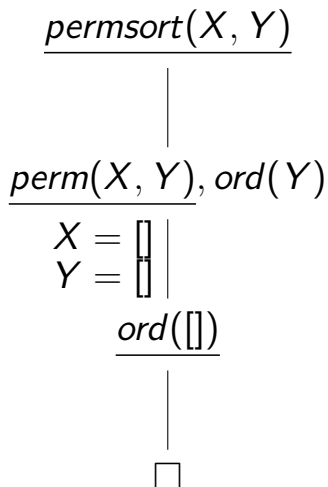 permsort(X, Y)
perm(X, Y), ord(Y)
X = []
Y = []
ord([])
□